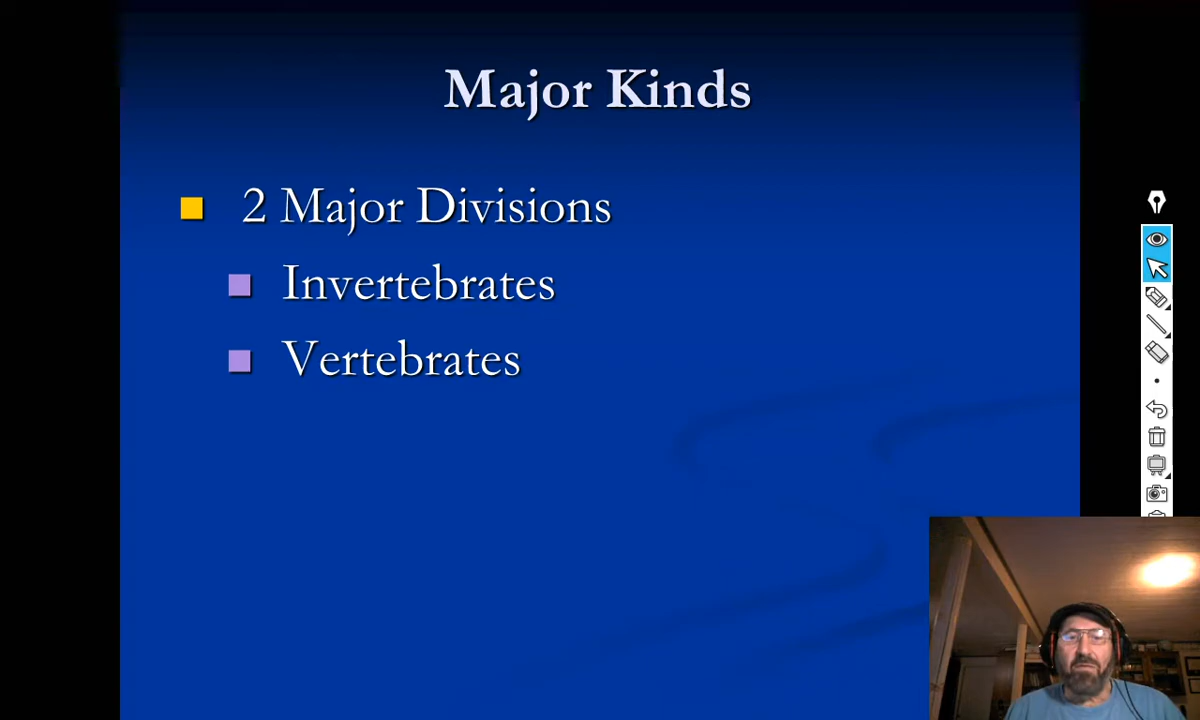 Major Kinds
2 Major Divisions
Invertebrates
Vertebrates